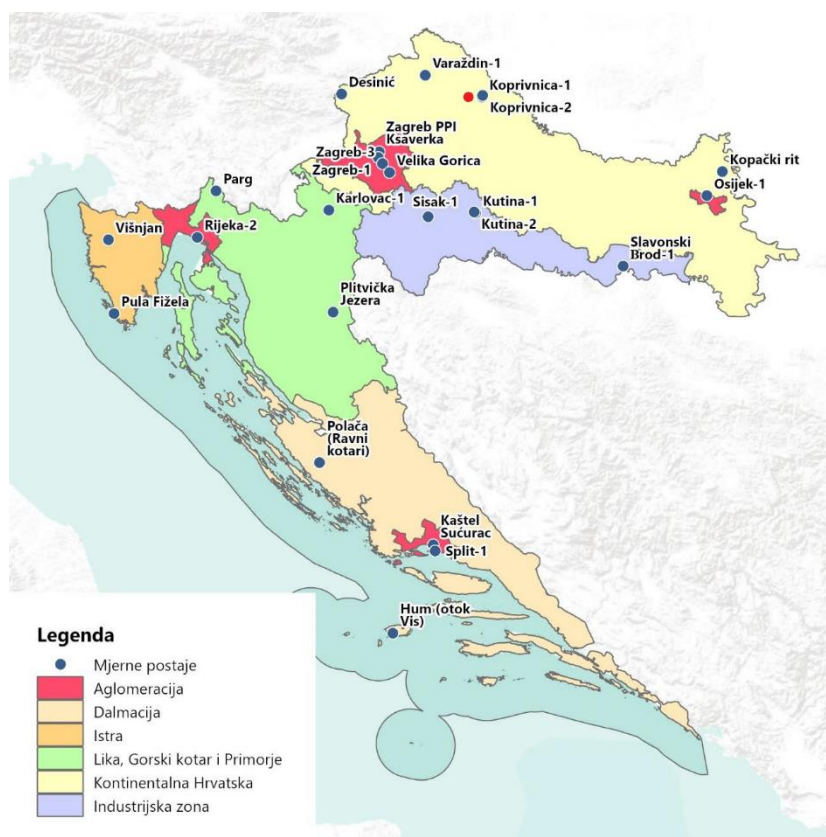 Varaždin-1
Desinić
Koprivnica-1
Koprivnica-2
Zagreb PPI
Ksaverka
Zagreb-3
Zagreb-1
Velika Gorica
Kopački rit
Osijek-1
Parg
Karlovac-1
Sisak-1
Kutina-1
Kutina-2
Višnjan
Rijeka-2
Slavonski
Brod-1
Pula Fižela
Plitvička
Jezera
Polača
(Ravni
kotari)
Kaštel
Sućurac
Split-1
Hum (otok
Vis)
Legenda
Mjerne postaje
Aglomeracija
Dalmacija
Istra
Lika, Gorski kotar i Primorje
Kontinentalna Hrvatska
Industrijska zona